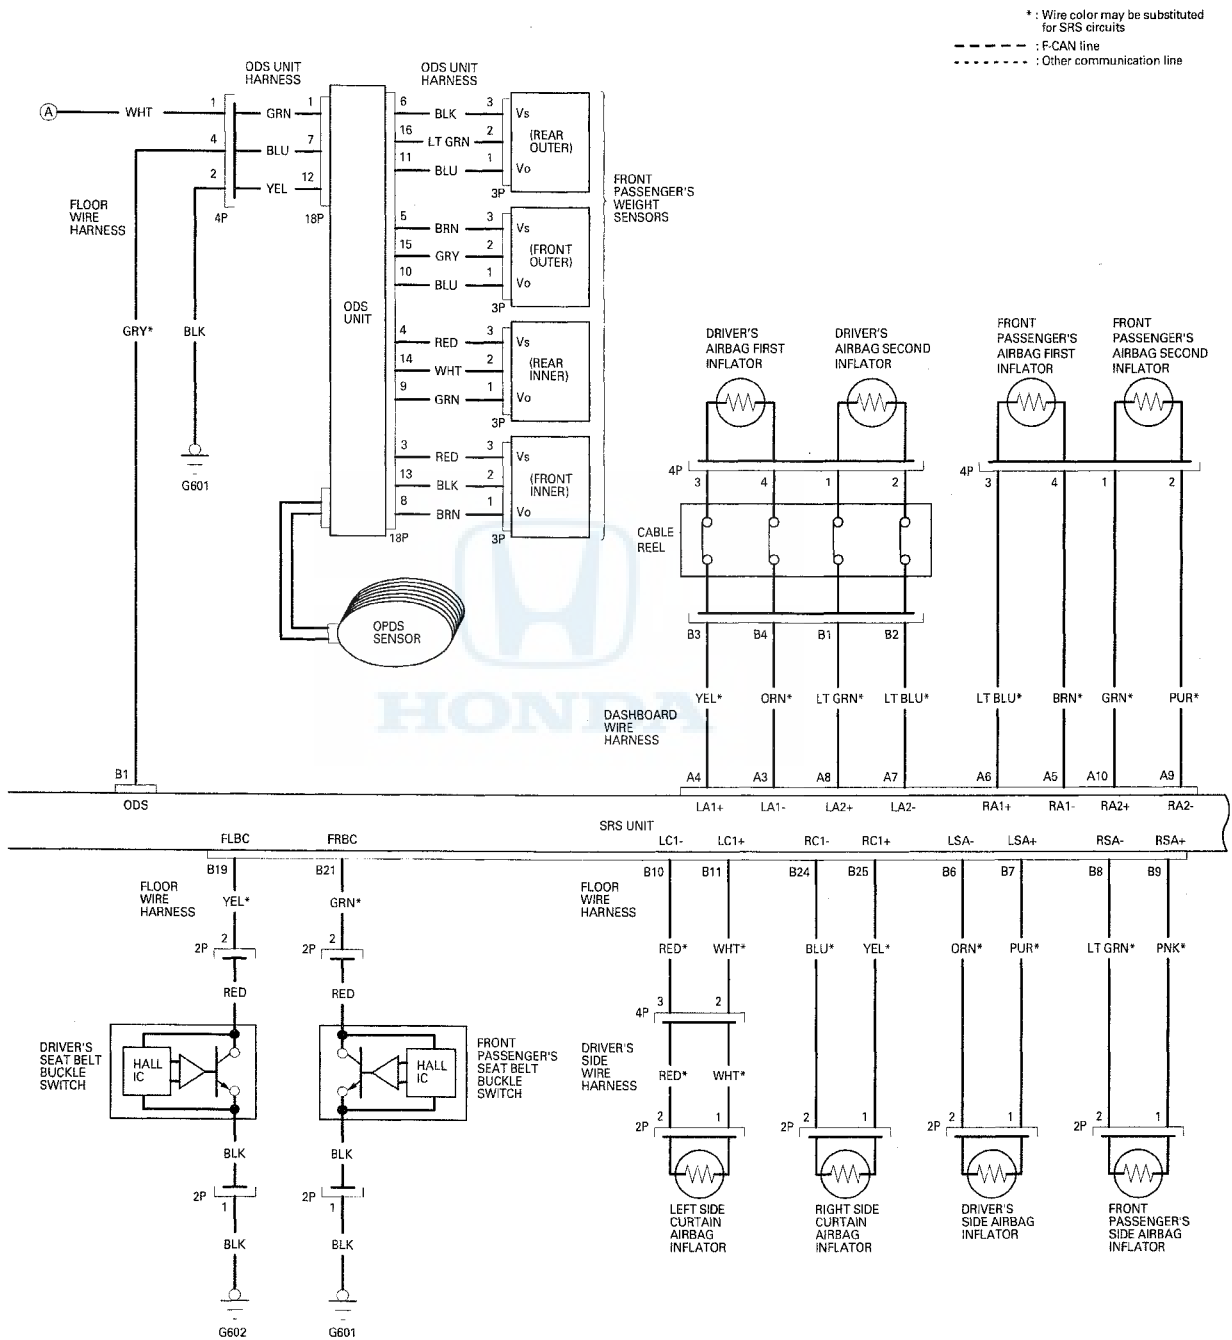 * : Wire color may be substituted
for SRS circuits
: F-CAN line
: Other communication line
ODS UNIT
HARNESS
ODS UNIT
HARNESS
A
WHT
1
GRN
1
4
BLU
7
2
YEL
12
4P
18P
FLOOR
WIRE
HARNESS
GRY*
BLK
G601
ODS
UNIT
6
BLK
3
Vs
16
LT GRN
2
(REAR
OUTER)
11
BLU
1
Vo
3P
FRONT
PASSENGER'S
WEIGHT
SENSORS
5
BRN
3
Vs
15
GRY
2
(FRONT
OUTER)
10
BLU
1
Vo
3P
4
RED
3
Vs
14
WHT
2
(REAR
INNER)
9
GRN
1
Vo
3P
3
RED
3
Vs
13
BLK
2
(FRONT
INNER)
8
BRN
1
Vo
18P
3P
OPDS
SENSOR
HONDA
DRIVER'S
AIRBAG FIRST
INFLATOR
DRIVER'S
AIRBAG SECOND
INFLATOR
FRONT
PASSENGER'S
AIRBAG FIRST
INFLATOR
FRONT
PASSENGER'S
AIRBAG SECOND
INFLATOR
4P
3 4 1 2
4P
3 4 1 2
CABLE
REEL
B3 B4 B1 B2
YEL* ORN* LT GRN* LT BLU* LT BLU* BRN* GRN* PUR*
DASHBOARD
WIRE
HARNESS
B1
A4 A3 A8 A7 A6 A5 A10 A9
ODS
LA1+ LA1- LA2+ LA2- RA1+ RA1- RA2+ RA2-
SRS UNIT
FLBC FRBC
LC1- LC1+ RC1- RC1+ LSA- LSA+ RSA- RSA+
B19 B21
B10 B11 B24 B25 B6 B7 B8 B9
FLOOR
WIRE
HARNESS
YEL* GRN*
FLOOR
WIRE
HARNESS
2P 2 2P 2
RED* WHT* BLU* YEL* ORN* PUR* LT GRN* PNK*
RED RED
4P 3 2
DRIVER'S
SEAT BELT
BUCKLE
SWITCH
HALL
IC
HALL
IC
FRONT
PASSENGER'S
SEAT BELT
BUCKLE
SWITCH
DRIVER'S
SIDE
WIRE
HARNESS
RED* WHT*
2P 2 1
2P 2 1
2P 2 1
2P 2 1
BLK BLK
2P 1 2P 1
BLK BLK
G602 G601
LEFT SIDE
CURTAIN
AIRBAG
INFLATOR
RIGHT SIDE
CURTAIN
AIRBAG
INFLATOR
DRIVER'S
SIDE AIRBAG
INFLATOR
FRONT
PASSENGER'S
SIDE AIRBAG
INFLATOR